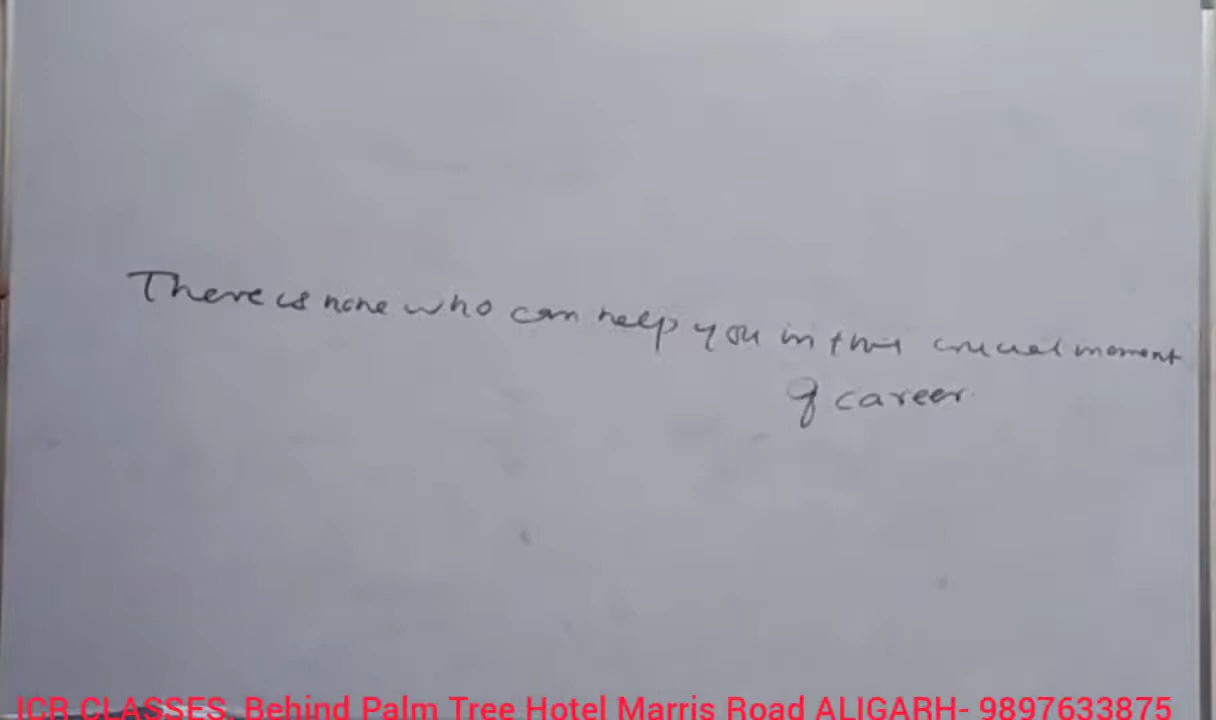 There is none who can help you in this crucial moment
of career.
ICR CLASSES, Behind Palm Tree Hotel Marris Road ALIGARH- 9897633875